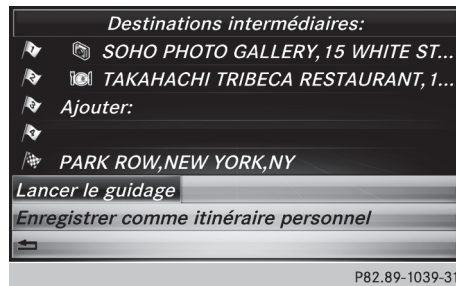 Destinations intermédiaires:
SOHO PHOTO GALLERY,15 WHITE ST...
TAKAHACHI TRIBECA RESTAURANT,1...
Ajouter:
PARK ROW,NEW YORK,NY
Lancer le guidage
Enregistrer comme itinéraire personnel
P82.89-1039-31